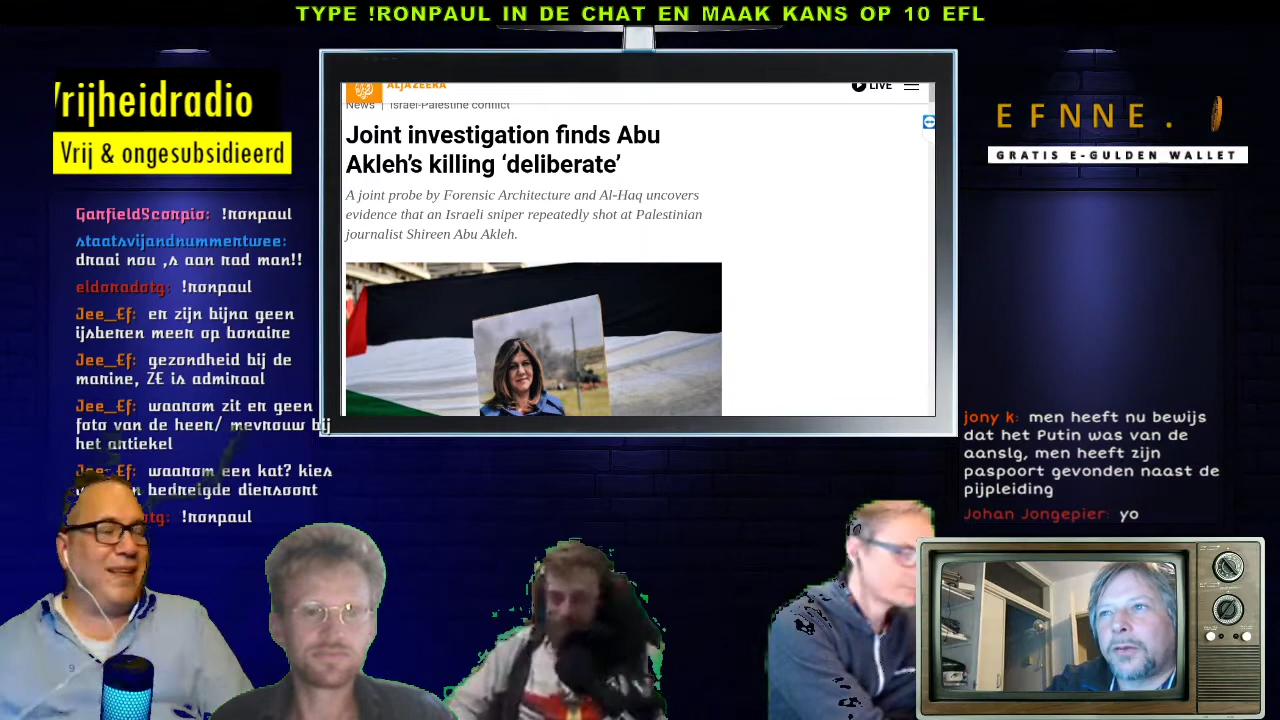 TYPE !RONPAUL IN DE CHAT EN MAAK KANS OP 10 EFL
Vrijheidradio
Vrij & ongesubsidieerd
GarfieldScorpio: !ronpaul
staatsvijandnummertwee:
draai nou ,s aan rad man!!
eldoradotg: !ronpaul
Jee_Ef: er zijn bijna geen
ijsberen meer op bonaire
Jee_Ef: gezondheid bij de
marine, ZE is admiraal
Jee_Ef: waarom zit er geen
foto van de heer/ mevrouw bij
het artiekel
Jee_Ef: waarom een kat? kies
bedreigde diersoort
!ronpaul
ALJAZEERA
LIVE
News | Israel-Palestine conflict
Joint investigation finds Abu
Akleh’s killing ‘deliberate’
A joint probe by Forensic Architecture and Al-Haq uncovers
evidence that an Israeli sniper repeatedly shot at Palestinian
journalist Shireen Abu Akleh.
EFNNE.
GRATIS E-GULDEN WALLET
jony k: men heeft nu bewijs
dat het Putin was van de
aanslg, men heeft zijn
paspoort gevonden naast de
pijpleiding
Johan Jongepier: yo